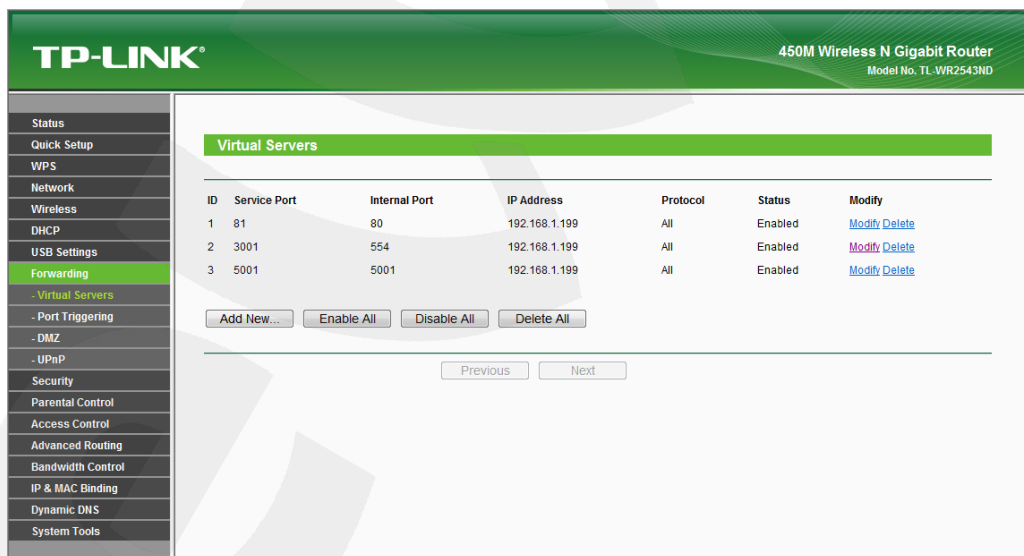 TP-LINK®
450M Wireless N Gigabit Router
Model No. TL-WR2543ND
Status
Quick Setup
WPS
Network
Wireless
DHCP
USB Settings
Forwarding
- Virtual Servers
- Port Triggering
- DMZ
- UPnP
Security
Parental Control
Access Control
Advanced Routing
Bandwidth Control
IP & MAC Binding
Dynamic DNS
System Tools
Virtual Servers
ID Service Port Internal Port IP Address Protocol Status Modify
1 81 80 192.168.1.199 All Enabled Modify Delete
2 3001 554 192.168.1.199 All Enabled Modify Delete
3 5001 5001 192.168.1.199 All Enabled Modify Delete
Add New... Enable All Disable All Delete All
Previous Next